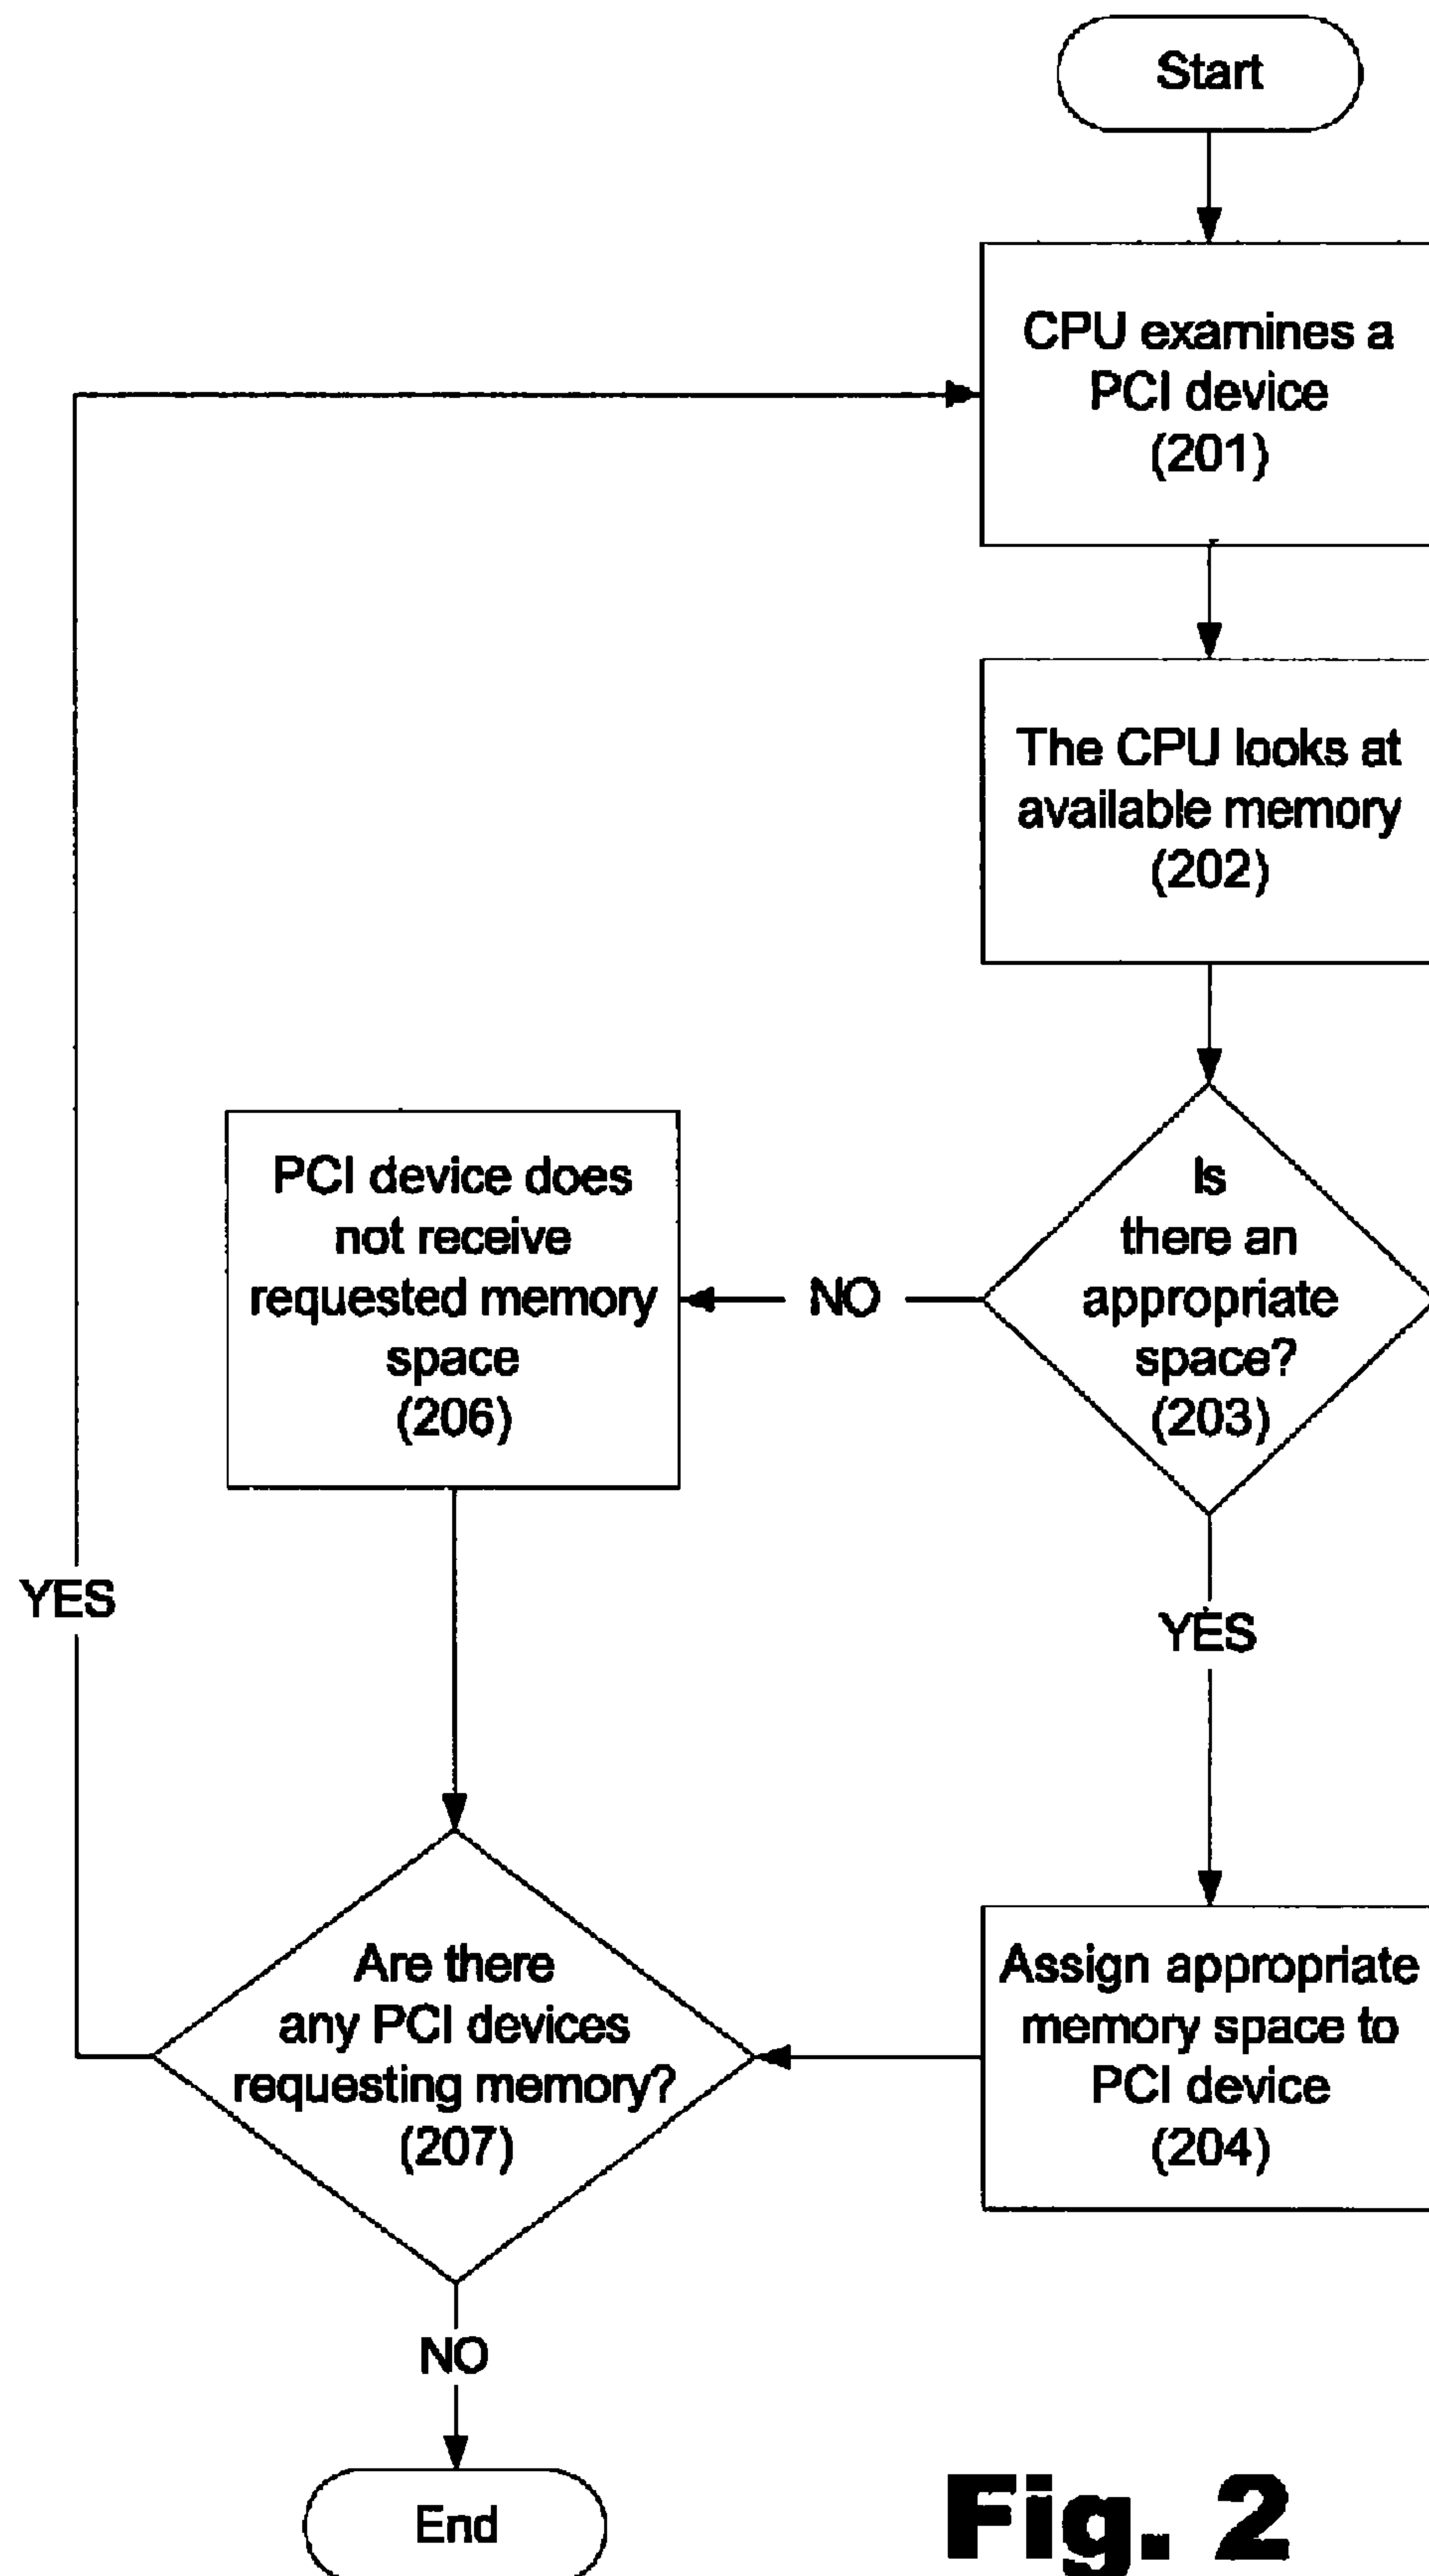 Start
CPU examines a
PCI device
(201)
The CPU looks at
available memory
(202)
Is
there an
appropriate
space?
(203)
NO
PCI device does
not receive
requested memory
space
(206)
YES
YES
Assign appropriate
memory space to
PCI device
(204)
Are there
any PCI devices
requesting memory?
(207)
NO
End
Fig. 2